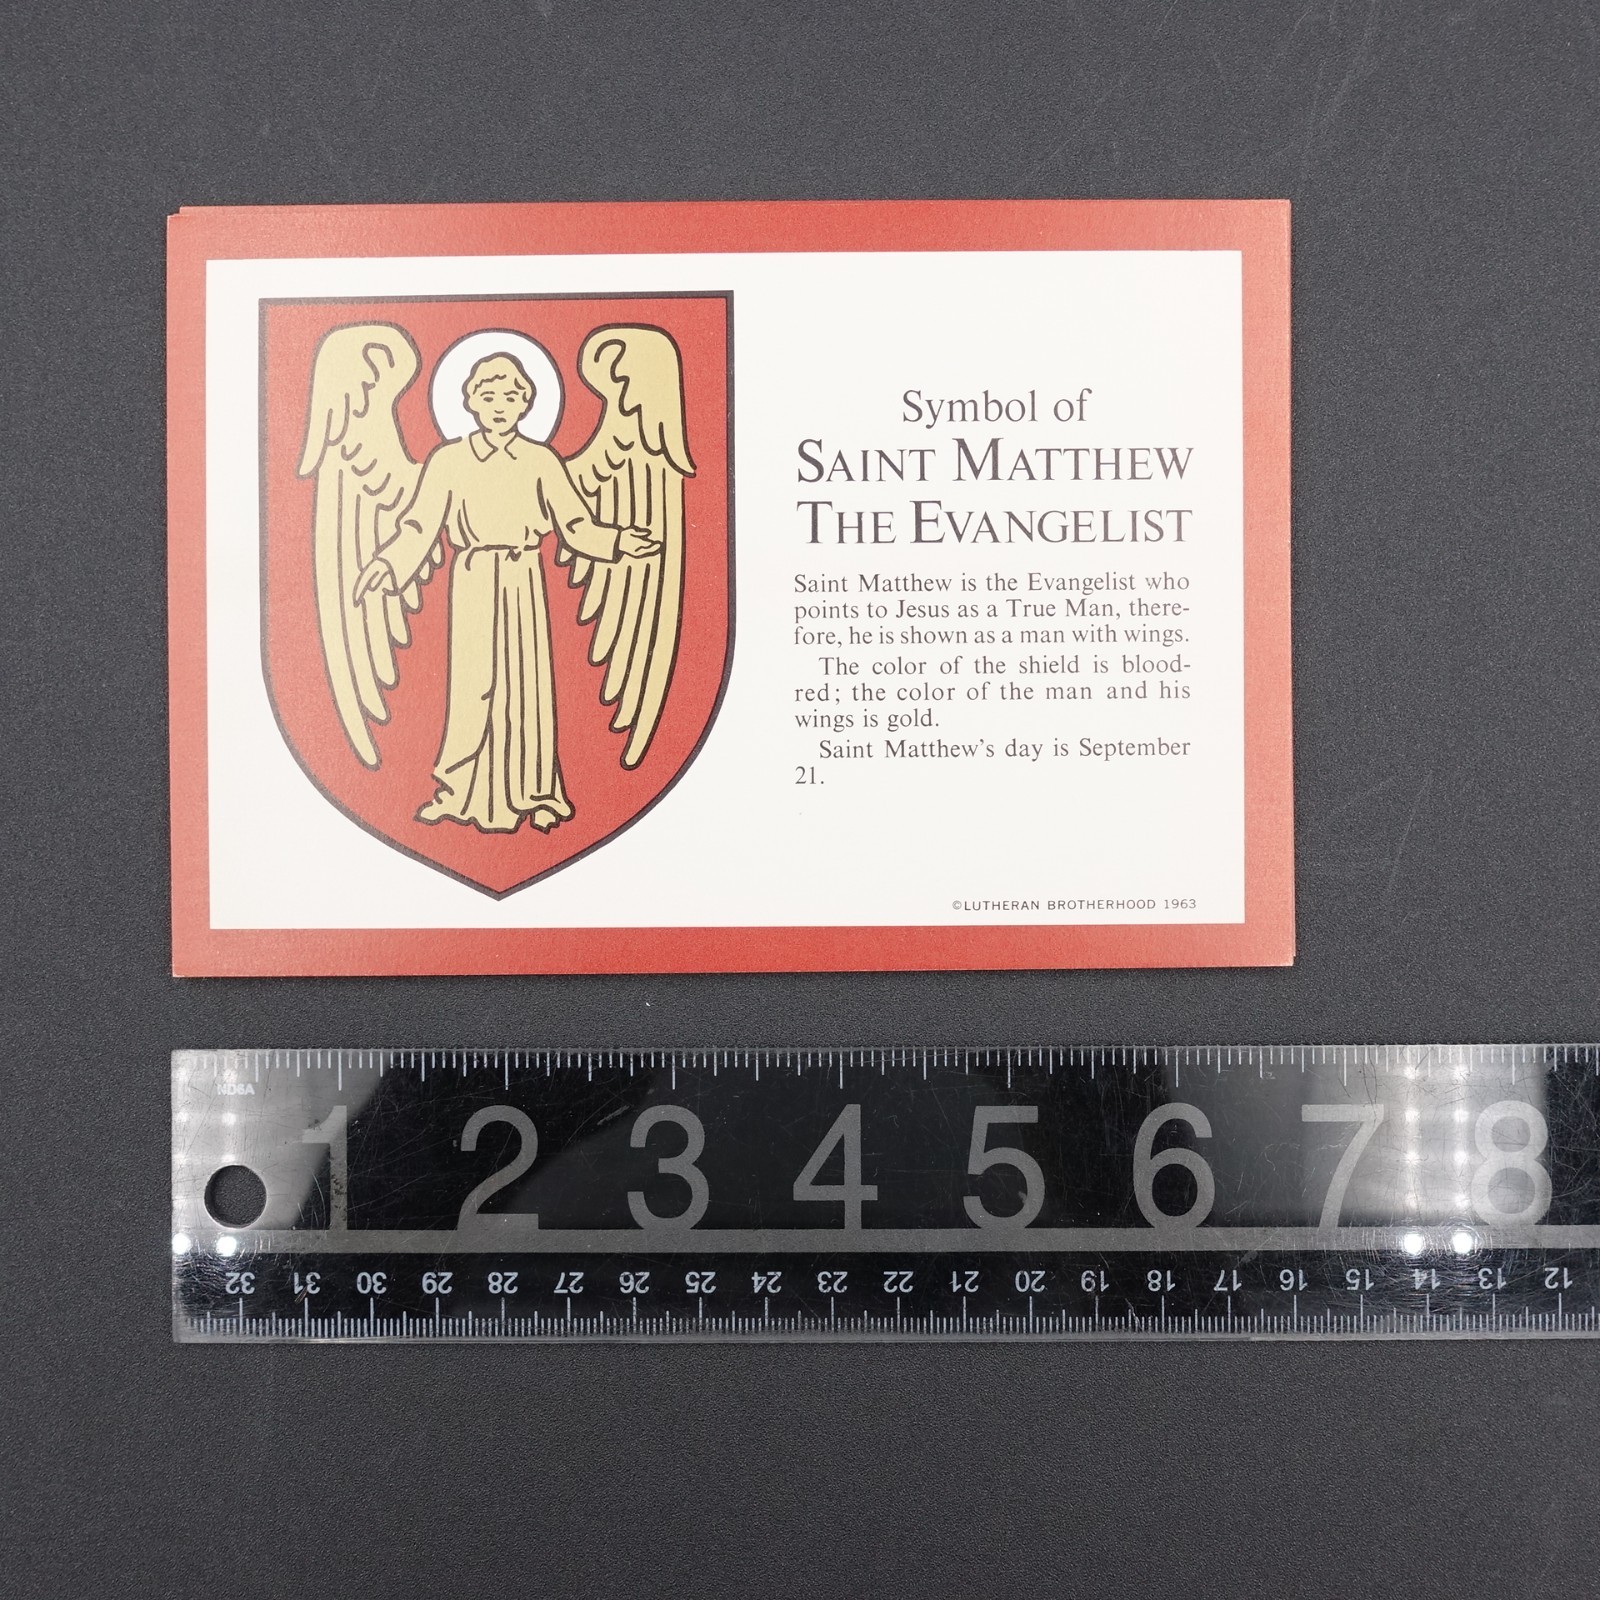 Symbol of
SAINT MATTHEW
THE EVANGELIST
Saint Matthew is the Evangelist who
points to Jesus as a True Man, there-
fore, he is shown as a man with wings.
The color of the shield is blood-
red; the color of the man and his
wings is gold.
Saint Matthew's day is September
21.
©LUTHERAN BROTHERHOOD 1963
1 2 3 4 5 6 7 8
32 31 30 29 28 27 26 25 24 23 22 21 20 19 18 17 16 15 14 13 12